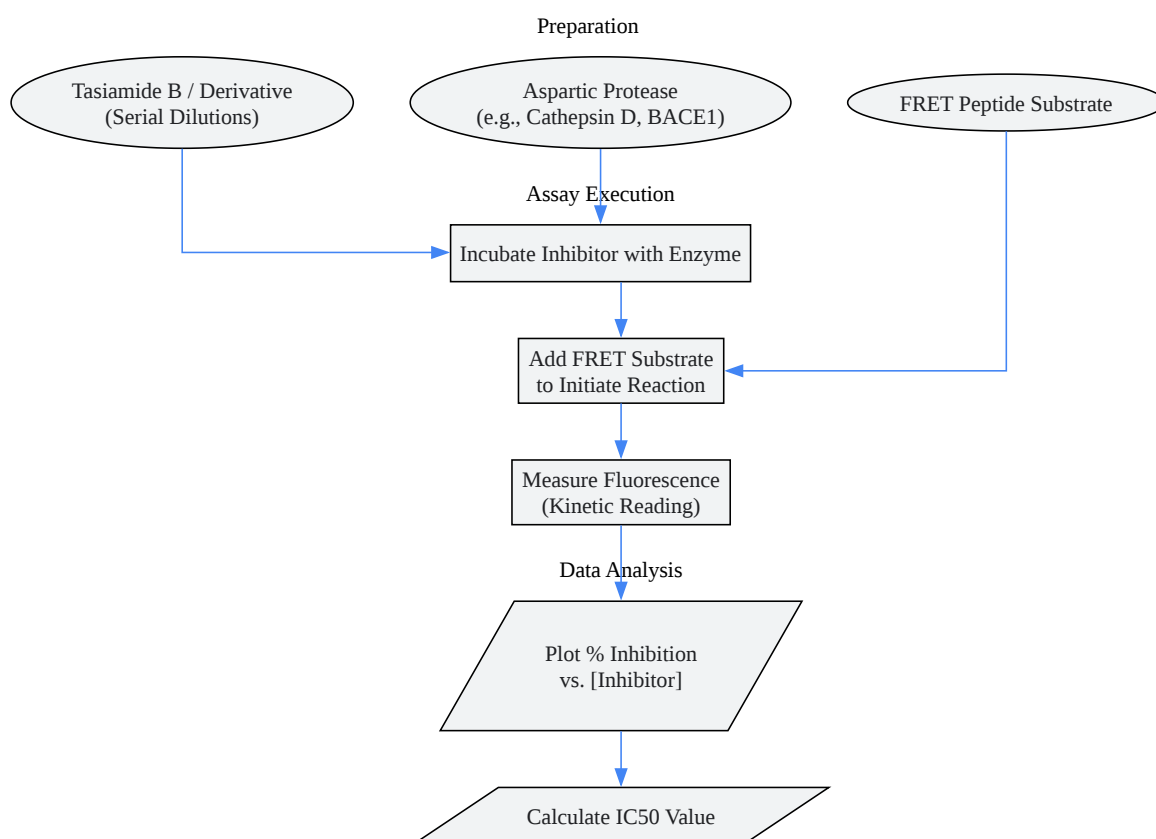 Preparation
Tasiamide B / Derivative
(Serial Dilutions)
Aspartic Protease
(e.g., Cathepsin D, BACE1)
FRET Peptide Substrate
Assay Execution
Incubate Inhibitor with Enzyme
Add FRET Substrate
to Initiate Reaction
Measure Fluorescence
(Kinetic Reading)
Data Analysis
Plot % Inhibition
vs. [Inhibitor]
Calculate IC50 Value